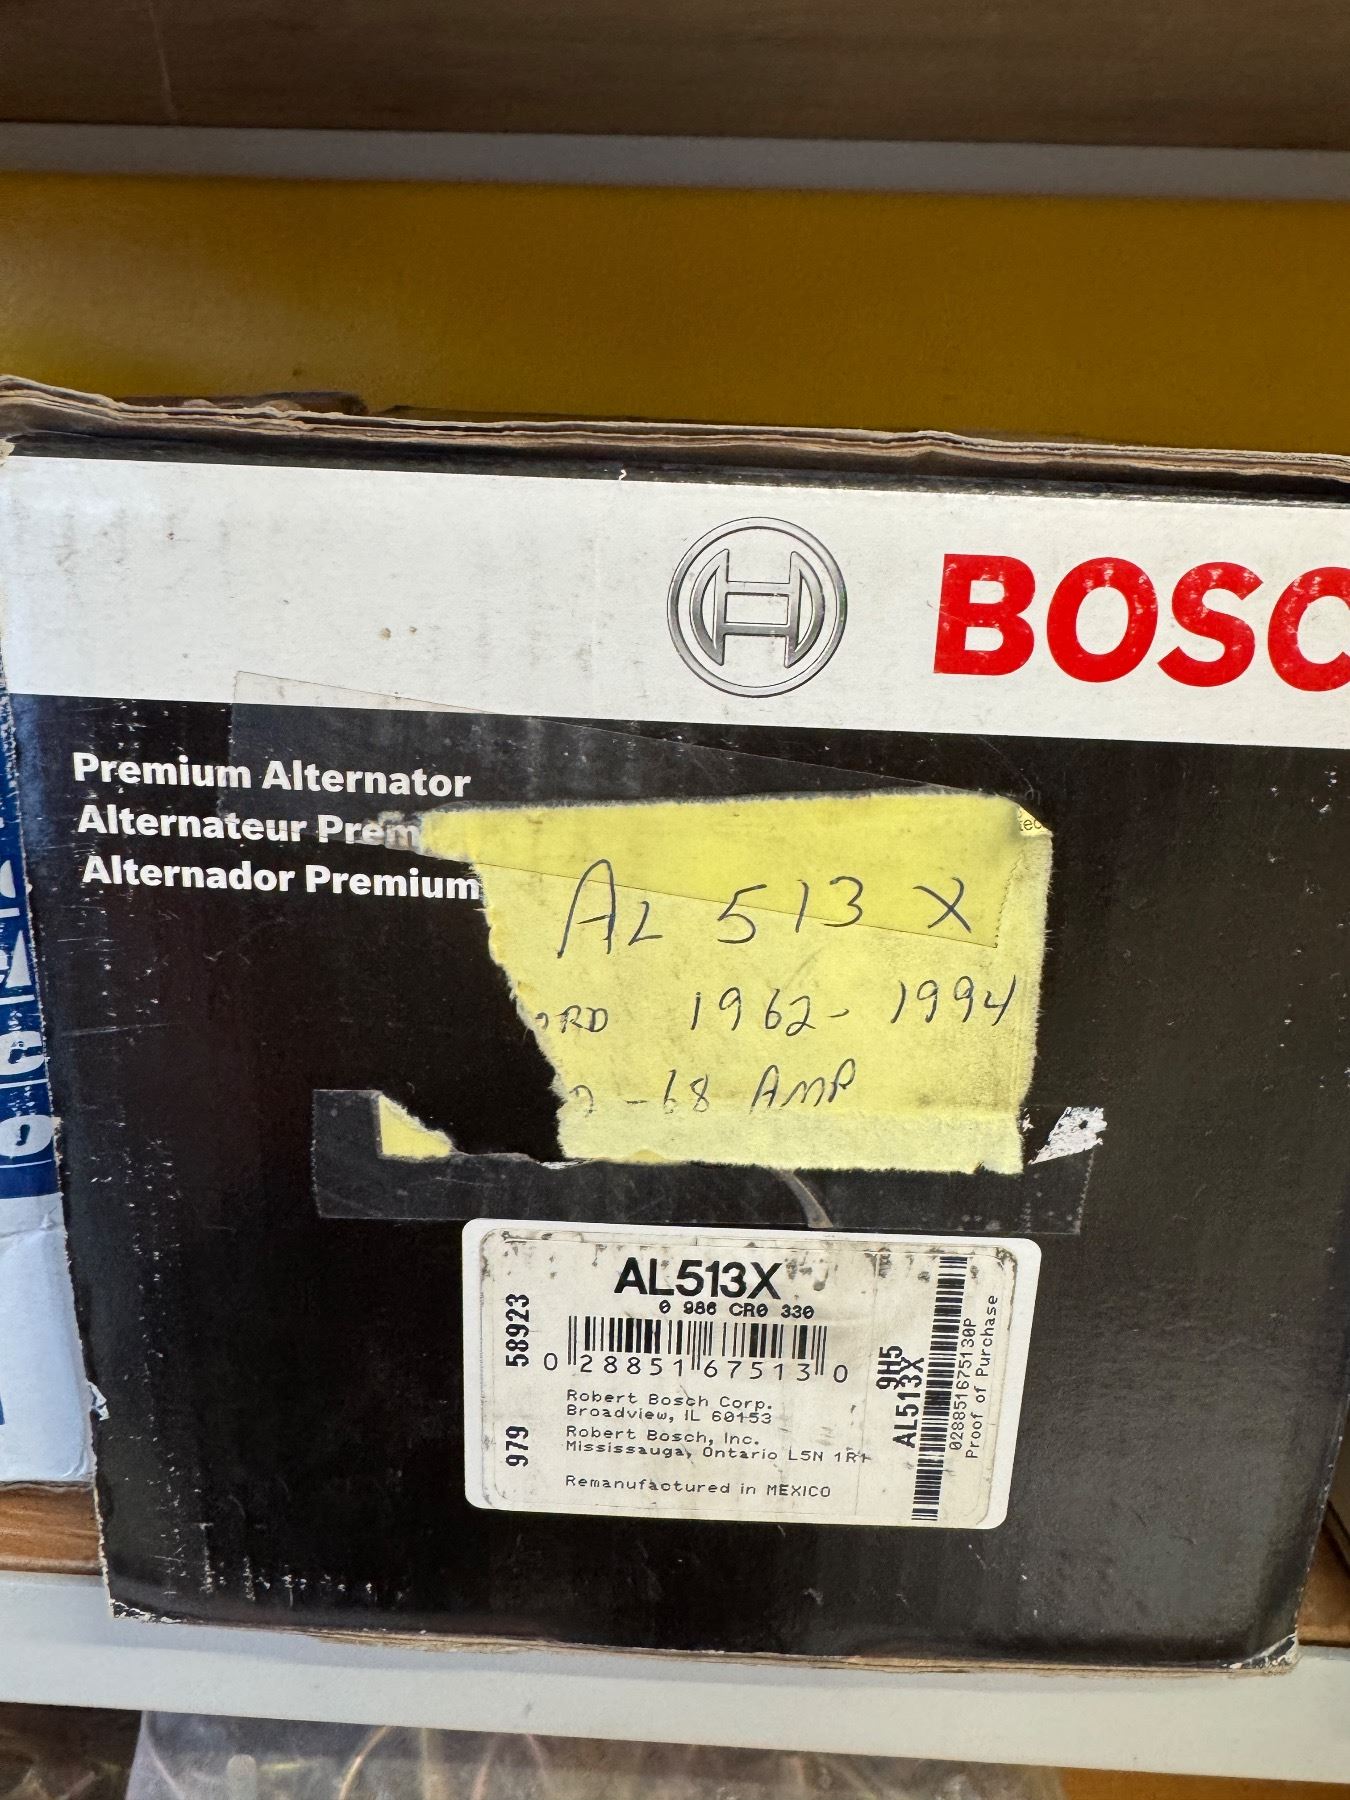 BOSC
Premium Alternator
Alternateur Prem
Alternador Premium
AL 513 X
ORD 1962- 1994
-68 AMP
AL513X
0 986 CR0 330
58923
0 28851 67513 0
979
Robert Bosch Corp.
Broadview, IL 60153
Robert Bosch, Inc.
Mississauga, Ontario L5N 1R1
Remanufactured in MEXICO
9H5
AL513X
028851675130P
Proof of Purchase